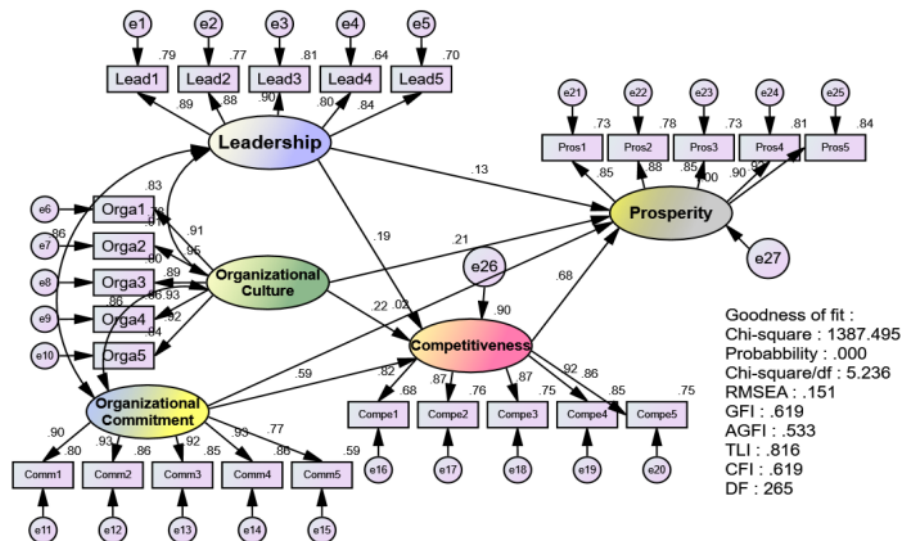 e1 e2 e3 e4 e5
.79 .77 .81 .64 .70
Lead1 Lead2 Lead3 Lead4 Lead5
.89 .88 .90 .80 .84
Leadership
e21 e22 e23 e24 e25
.73 .78 .73 .81 .84
Pros1 Pros2 Pros3 Pros4 Pros5
.85 .88 .85 .00 .90 .92
Prosperity
e27
.13
.19
.21
.68
.83
e6 Orga1
.91
.86
e7 Orga2
.95
e8 Orga3 .89
.86 .86 .93
e9 Orga4
.92
.84
e10 Orga5
Organizational
Culture
.22 .02
.59
e26
.90
Competitiveness
.82 .87 .87 .92 .86
.68 .76 .75 .85 .75
Compe1 Compe2 Compe3 Compe4 Compe5
e16 e17 e18 e19 e20
Organizational
Commitment
.90 .93 .92 .93 .77
.80 .86 .85 .86 .59
Comm1 Comm2 Comm3 Comm4 Comm5
e11 e12 e13 e14 e15
Goodness of fit :
Chi-square : 1387.495
Probabbility : .000
Chi-square/df : 5.236
RMSEA : .151
GFI : .619
AGFI : .533
TLI : .816
CFI : .619
DF : 265